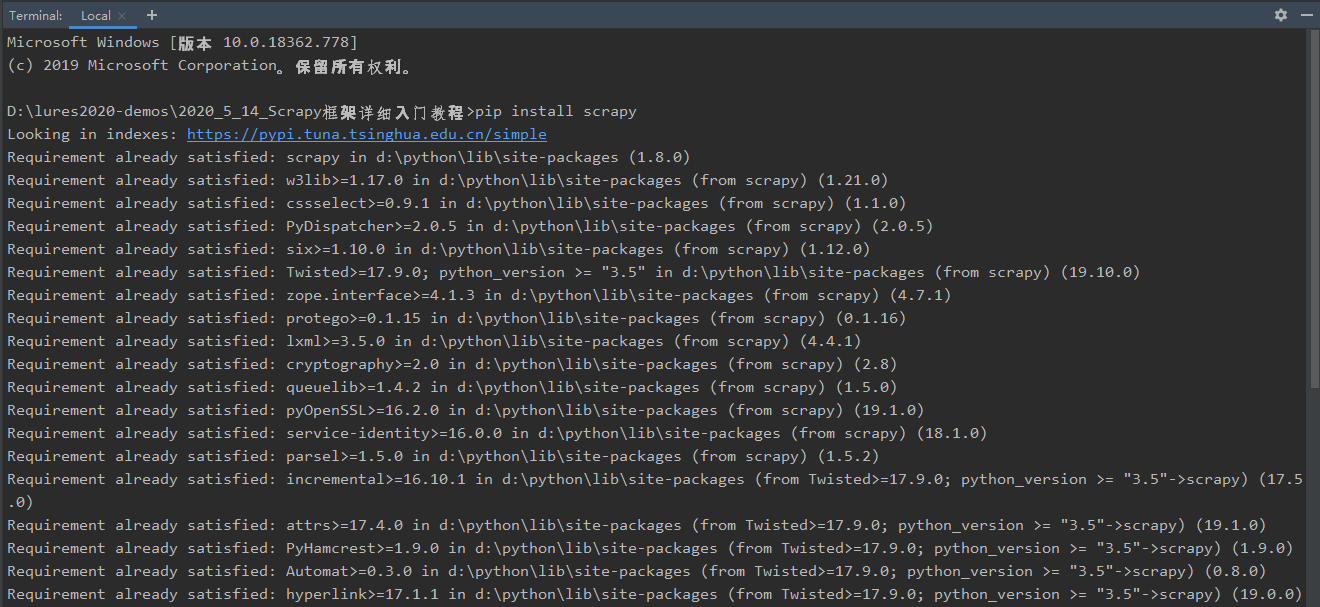 Terminal: Local × +
Microsoft Windows [版本 10.0.18362.778]
(c) 2019 Microsoft Corporation。保留所有权利。
D:\lures2020-demos\2020_5_14_Scrapy框架详细入门教程>pip install scrapy
Looking in indexes: https://pypi.tuna.tsinghua.edu.cn/simple
Requirement already satisfied: scrapy in d:\python\lib\site-packages (1.8.0)
Requirement already satisfied: w3lib>=1.17.0 in d:\python\lib\site-packages (from scrapy) (1.21.0)
Requirement already satisfied: cssselect>=0.9.1 in d:\python\lib\site-packages (from scrapy) (1.1.0)
Requirement already satisfied: PyDispatcher>=2.0.5 in d:\python\lib\site-packages (from scrapy) (2.0.5)
Requirement already satisfied: six>=1.10.0 in d:\python\lib\site-packages (from scrapy) (1.12.0)
Requirement already satisfied: Twisted>=17.9.0; python_version >= "3.5" in d:\python\lib\site-packages (from scrapy) (19.10.0)
Requirement already satisfied: zope.interface>=4.1.3 in d:\python\lib\site-packages (from scrapy) (4.7.1)
Requirement already satisfied: protego>=0.1.15 in d:\python\lib\site-packages (from scrapy) (0.1.16)
Requirement already satisfied: lxml>=3.5.0 in d:\python\lib\site-packages (from scrapy) (4.4.1)
Requirement already satisfied: cryptography>=2.0 in d:\python\lib\site-packages (from scrapy) (2.8)
Requirement already satisfied: queuelib>=1.4.2 in d:\python\lib\site-packages (from scrapy) (1.5.0)
Requirement already satisfied: pyOpenSSL>=16.2.0 in d:\python\lib\site-packages (from scrapy) (19.1.0)
Requirement already satisfied: service-identity>=16.0.0 in d:\python\lib\site-packages (from scrapy) (18.1.0)
Requirement already satisfied: parsel>=1.5.0 in d:\python\lib\site-packages (from scrapy) (1.5.2)
Requirement already satisfied: incremental>=16.10.1 in d:\python\lib\site-packages (from Twisted>=17.9.0; python_version >= "3.5"->scrapy) (17.5
.0)
Requirement already satisfied: attrs>=17.4.0 in d:\python\lib\site-packages (from Twisted>=17.9.0; python_version >= "3.5"->scrapy) (19.1.0)
Requirement already satisfied: PyHamcrest>=1.9.0 in d:\python\lib\site-packages (from Twisted>=17.9.0; python_version >= "3.5"->scrapy) (1.9.0)
Requirement already satisfied: Automat>=0.3.0 in d:\python\lib\site-packages (from Twisted>=17.9.0; python_version >= "3.5"->scrapy) (0.8.0)
Requirement already satisfied: hyperlink>=17.1.1 in d:\python\lib\site-packages (from Twisted>=17.9.0; python_version >= "3.5"->scrapy) (19.0.0)